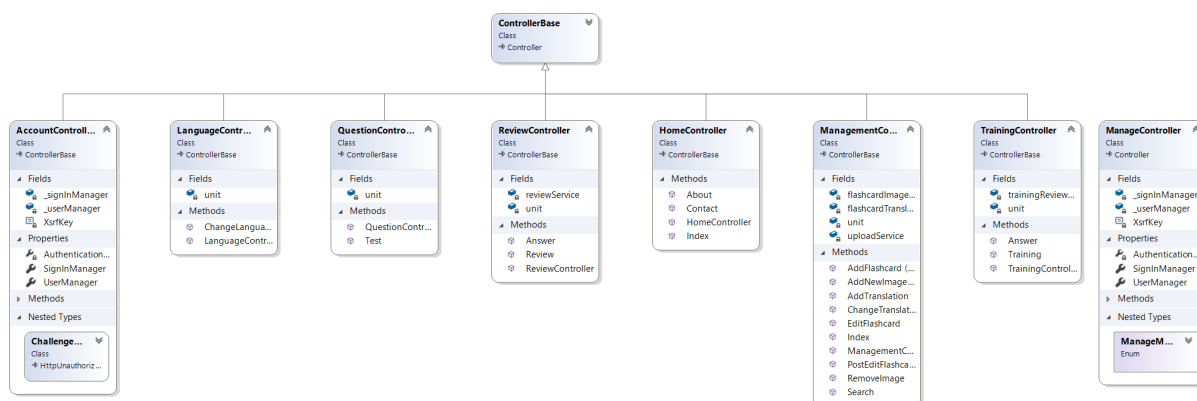 ControllerBase
Class
Controller
AccountControll...
Class
ControllerBase
Fields
_signInManager
_userManager
XsrfKey
Properties
Authentication...
SignInManager
UserManager
Methods
Nested Types
Challenge...
Class
HttpUnauthoriz...
LanguageContr...
Class
ControllerBase
Fields
unit
Methods
ChangeLangua...
LanguageContr...
QuestionContro...
Class
ControllerBase
Fields
unit
Methods
QuestionContr...
Test
ReviewController
Class
ControllerBase
Fields
reviewService
unit
Methods
Answer
Review
ReviewController
HomeController
Class
ControllerBase
Methods
About
Contact
HomeController
Index
ManagementCo...
Class
ControllerBase
Fields
flashcardImage...
flashcardTransl...
unit
uploadService
Methods
AddFlashcard (...
AddNewImage...
AddTranslation
ChangeTranslat...
EditFlashcard
Index
ManagementC...
PostEditFlashca...
RemoveImage
Search
TrainingController
Class
ControllerBase
Fields
trainingReview...
unit
Methods
Answer
Training
TrainingControl...
ManageController
Class
Controller
Fields
_signInManager
_userManager
XsrfKey
Properties
Authentication...
SignInManager
UserManager
Methods
Nested Types
ManageM...
Enum